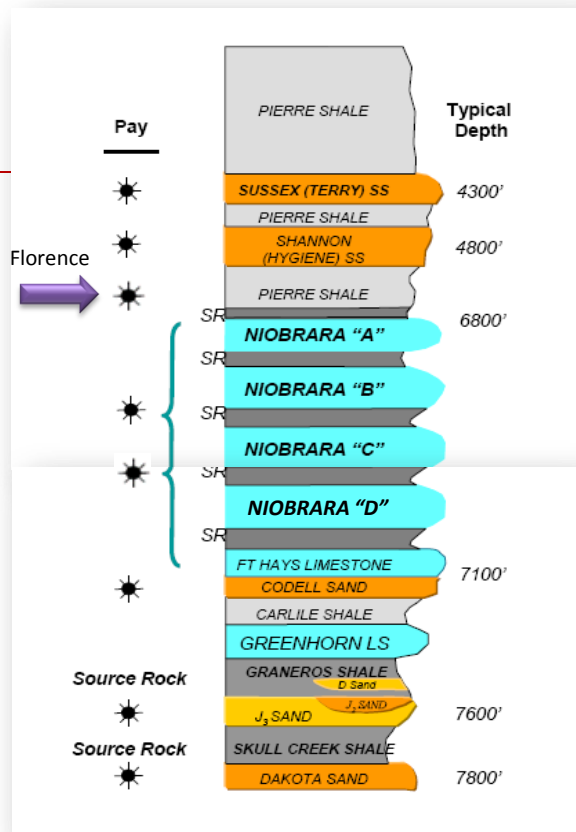 PIERRE SHALE
Pay
Typical
Depth
SUSSEX (TERRY) SS
4300'
PIERRE SHALE
SHANNON
(HYGIENE) SS
4800'
Florence
PIERRE SHALE
SR
6800'
NIOBRARA "A"
SR
NIOBRARA "B"
SR
NIOBRARA "C"
SR
NIOBRARA "D"
SR
FT HAYS LIMESTONE
7100'
CODELL SAND
CARLILE SHALE
GREENHORN LS
Source Rock
GRANEROS SHALE
D Sand
J2 SAND
J3 SAND
7600'
Source Rock
SKULL CREEK SHALE
DAKOTA SAND
7800'